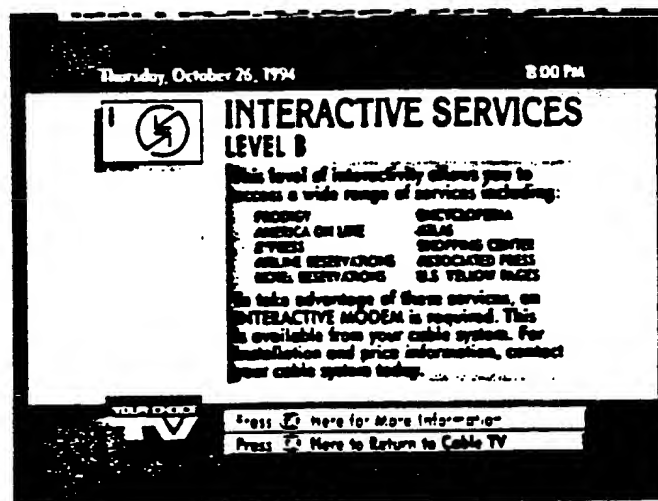 Thursday, October 26, 1994 8:00 PM
INTERACTIVE SERVICES
LEVEL B
This level of interactivity allows you to
access a wide range of services including:
PRODIGY ENCYCLOPEDIA
AMERICA ON LINE ATLAS
X*PRESS SHOPPING CENTER
AIRLINE RESERVATIONS ASSOCIATED PRESS
HOTEL RESERVATIONS U.S. YELLOW PAGES
To take advantage of these services, an
INTERACTIVE MODEM is required. This
is available from your cable system. For
installation and price information, contact
your cable system today.
YOUR CHOICE
TV
Press Here for More Information
Press Here to Return to Cable TV